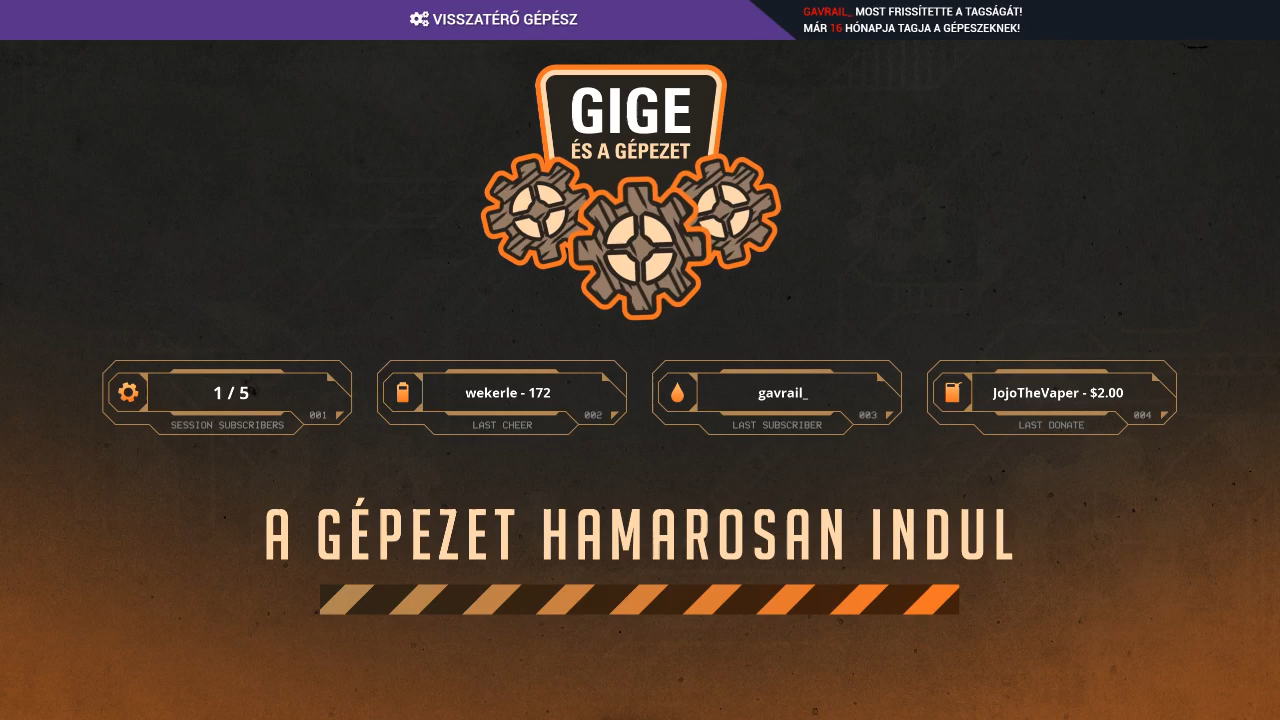 VISSZATÉRŐ GÉPÉSZ
GAVRAIL_ MOST FRISSÍTETTE A TAGSÁGÁT!
MÁR 16 HÓNAPJA TAGJA A GÉPESZEKNEK!
GIGE
ÉS A GÉPEZET
1 / 5
001
SESSION SUBSCRIBERS
wekerle - 172
002
LAST CHEER
gavrail_
003
LAST SUBSCRIBER
JojoTheVaper - $2.00
004
LAST DONATE
A GÉPEZET HAMAROSAN INDUL